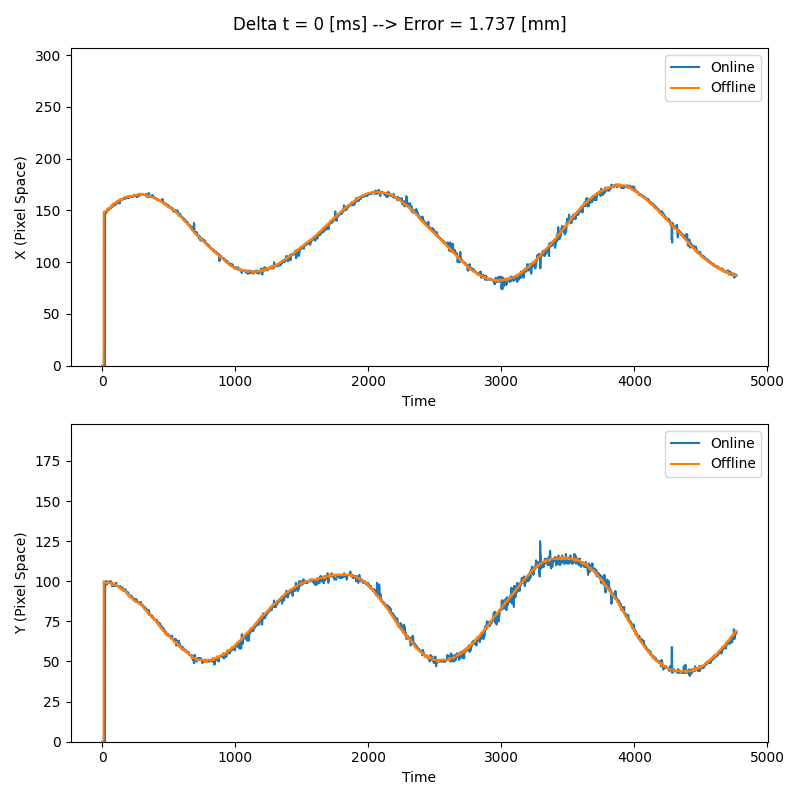 Delta t = 0 [ms] --> Error = 1.737 [mm]
300
250
200
150
100
50
0
X (Pixel Space)
Online
Offline
0 1000 2000 3000 4000 5000
Time
175
150
125
100
75
50
25
0
Y (Pixel Space)
Online
Offline
0 1000 2000 3000 4000 5000
Time